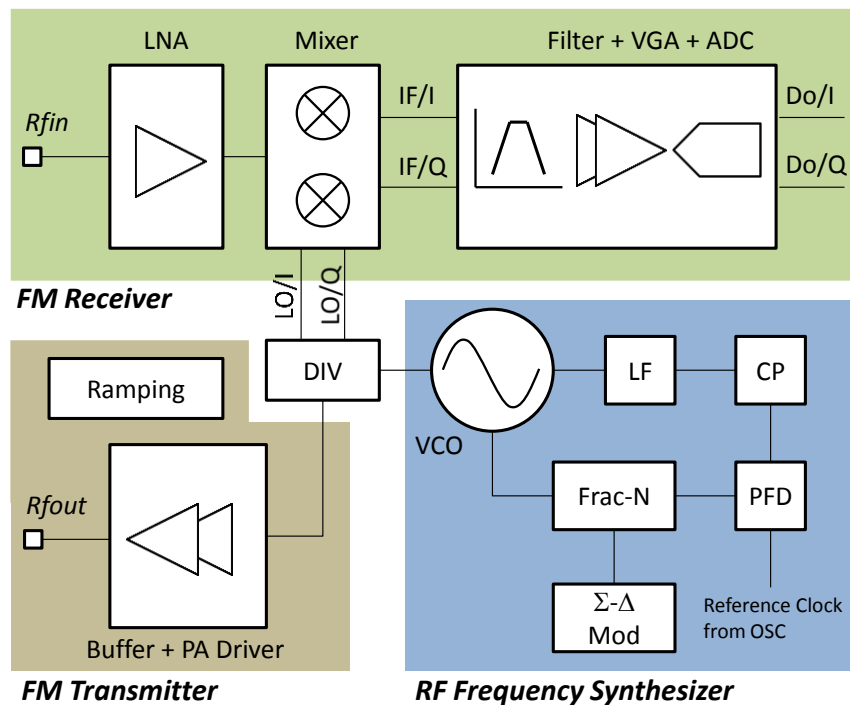 LNA
Mixer
Filter + VGA + ADC
Rfin
IF/I
IF/Q
Do/I
Do/Q
FM Receiver
LO/I
LO/Q
DIV
Ramping
Rfout
Buffer + PA Driver
FM Transmitter
VCO
LF
CP
Frac-N
PFD
Σ-Δ
Mod
Reference Clock
from OSC
RF Frequency Synthesizer